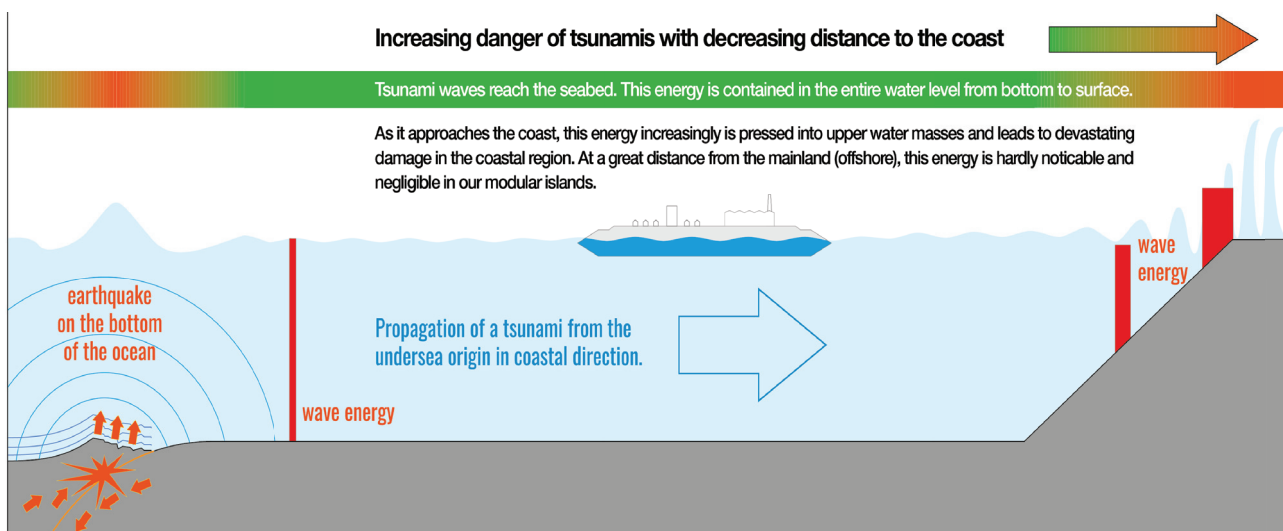 Increasing danger of tsunamis with decreasing distance to the coast
Tsunami waves reach the seabed. This energy is contained in the entire water level from bottom to surface.
As it approaches the coast, this energy increasingly is pressed into upper water masses and leads to devastating
damage in the coastal region. At a great distance from the mainland (offshore), this energy is hardly noticable and
negligible in our modular islands.
earthquake
on the bottom
of the ocean
wave energy
Propagation of a tsunami from the
undersea origin in coastal direction.
wave
energy